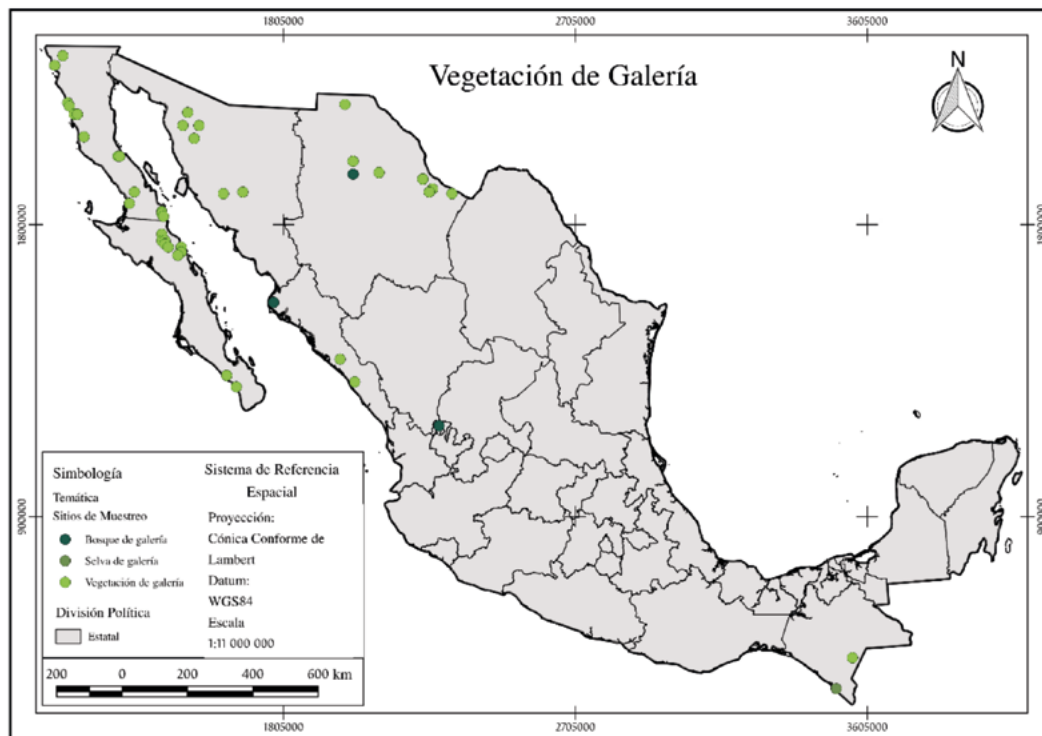 1805000 2705000 3605000
Vegetación de Galería
N
1800000
1800000
900000
900000
Simbología
Temática
Sitios de Muestreo
Bosque de galería
Selva de galería
Vegetación de galería
División Política
Estatal
Sistema de Referencia
Espacial
Proyección:
Cónica Conforme de
Lambert
Datum:
WGS84
Escala
1:11 000 000
200 0 200 400 600 km
1805000 2705000 3605000